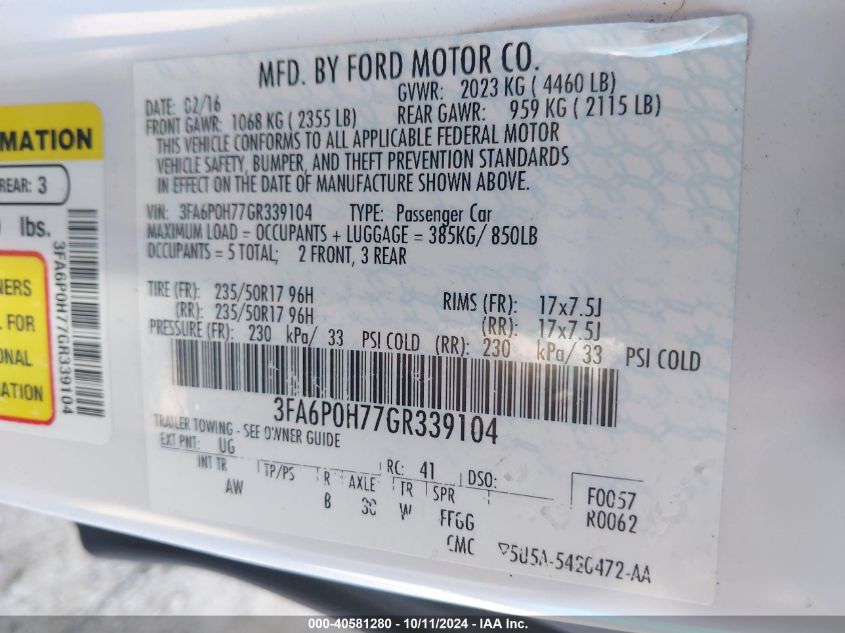 MFD. BY FORD MOTOR CO.
DATE: 02/16 GVWR: 2023 KG ( 4460 LB)
FRONT GAWR: 1068 KG ( 2355 LB) REAR GAWR: 959 KG ( 2115 LB)
THIS VEHICLE CONFORMS TO ALL APPLICABLE FEDERAL MOTOR
VEHICLE SAFETY, BUMPER, AND THEFT PREVENTION STANDARDS
IN EFFECT ON THE DATE OF MANUFACTURE SHOWN ABOVE.
VIN: 3FA6P0H77GR339104 TYPE: Passenger Car
MAXIMUM LOAD = OCCUPANTS + LUGGAGE = 385KG/ 850LB
OCCUPANTS = 5 TOTAL; 2 FRONT, 3 REAR
TIRE (FR): 235/50R17 96H RIMS (FR): 17x7.5J
(RR): 235/50R17 96H (RR): 17x7.5J
PRESSURE (FR): 230 kPa/ 33 PSI COLD (RR): 230 kPa/ 33 PSI COLD
3FA6P0H77GR339104
TRAILER TOWING - SEE OWNER GUIDE
EXT PNT: UG RC: 41 DSO:
INT TR TP/PS R AXLE TR SPR F0057
AW B W FFGG R0062
CMC
MATION
REAR: 3
lbs.
NERS
L FOR
ONAL
ATION
3FA6P0H77GR339104
000-40581280 - 10/11/2024 - IAA Inc.